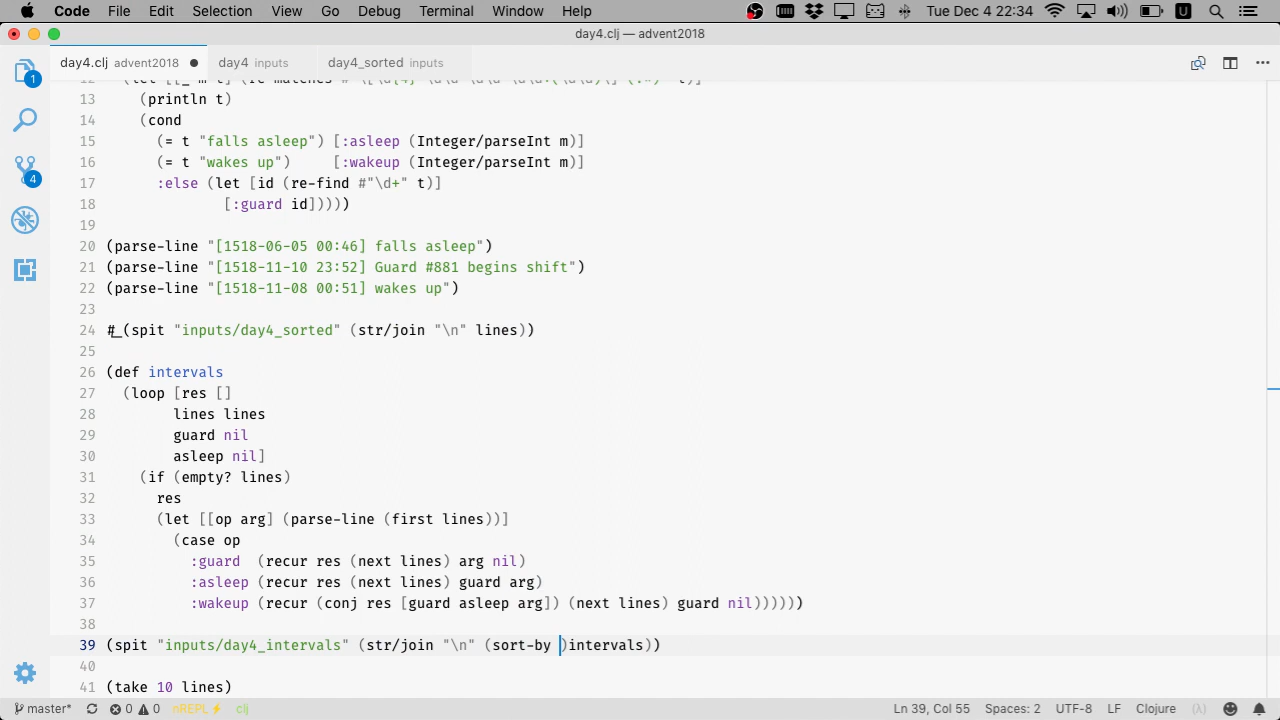 Code File Edit Selection View Go Debug Terminal Window Help Tue Dec 4 22:34 U
day4.clj — advent2018
day4.clj advent2018 day4 inputs day4_sorted inputs
13 (println t)
14 (cond
15 (= t "falls asleep") [:asleep (Integer/parseInt m)]
16 (= t "wakes up") [:wakeup (Integer/parseInt m)]
17 :else (let [id (re-find #"\d+" t)]
18 [:guard id]))))
19
20 (parse-line "[1518-06-05 00:46] falls asleep")
21 (parse-line "[1518-11-10 23:52] Guard #881 begins shift")
22 (parse-line "[1518-11-08 00:51] wakes up")
23
24 #_(spit "inputs/day4_sorted" (str/join "\n" lines))
25
26 (def intervals
27 (loop [res []
28 lines lines
29 guard nil
30 asleep nil]
31 (if (empty? lines)
32 res
33 (let [[op arg] (parse-line (first lines))]
34 (case op
35 :guard (recur res (next lines) arg nil)
36 :asleep (recur res (next lines) guard arg)
37 :wakeup (recur (conj res [guard asleep arg]) (next lines) guard nil))))))
38
39 (spit "inputs/day4_intervals" (str/join "\n" (sort-by )intervals))
40
41 (take 10 lines)
1
4
master* 0 0 nREPL⚡ clj Ln 39, Col 55 Spaces: 2 UTF-8 LF Clojure (λ)